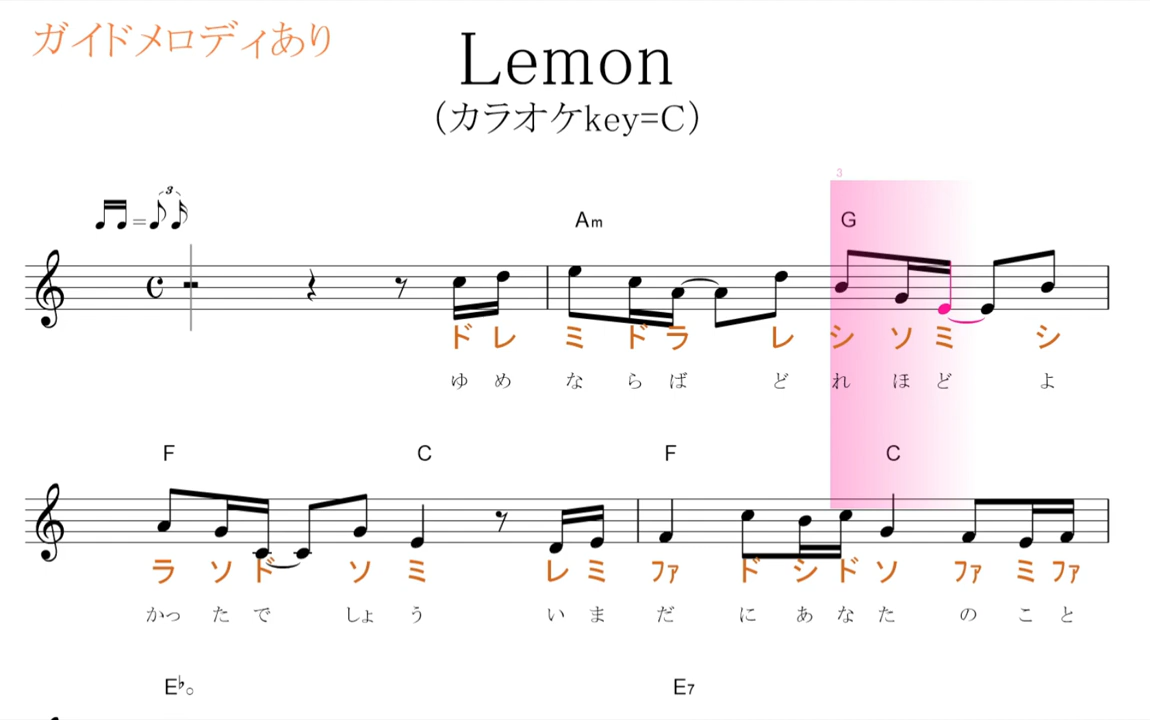 ガイドメロディあり
Lemon
(カラオケkey=C)
3
3
=
Am G
ド レ ミ ド ラ レ シ ソ ミ シ
ゆ め な ら ば ど れ ほ ど よ
F C F C
ラ ソ ド ソ ミ レ ミ ファ ド シ ド ソ ファ ミ ファ
かっ た で しょ う い ま だ に あ な た の こ と
E♭○ E7